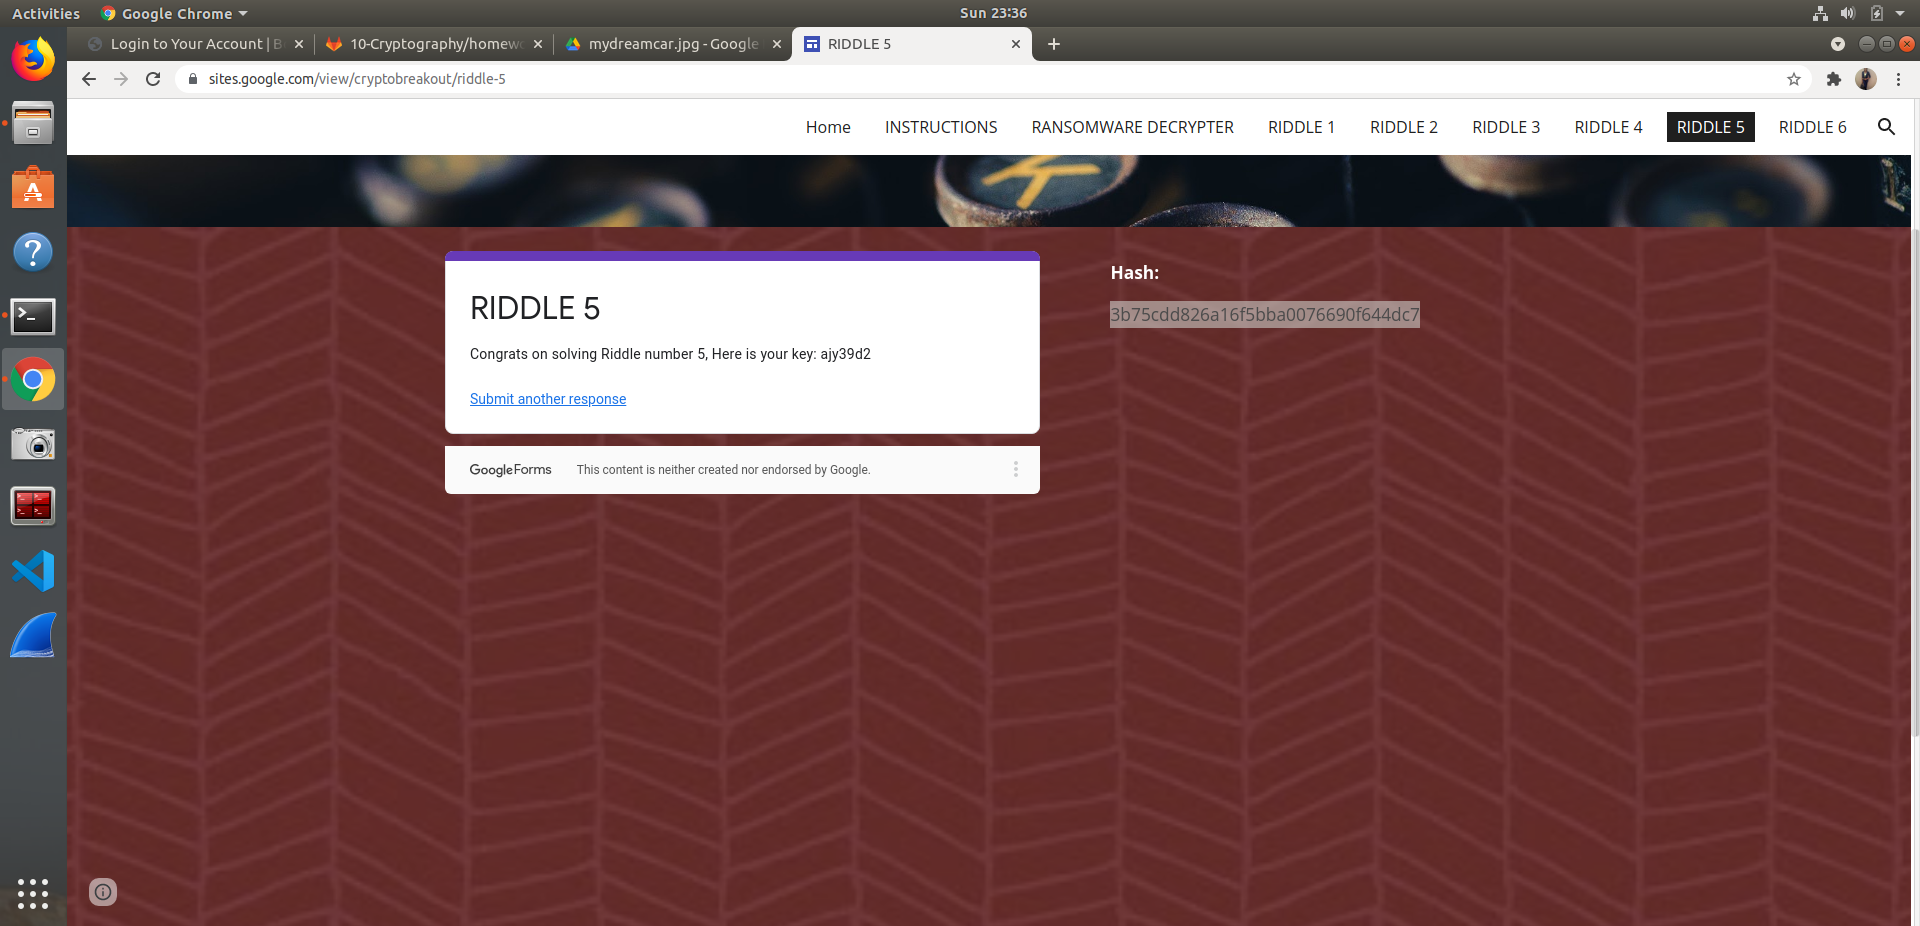 Activities
Google Chrome
Sun 23:36
Login to Your Account | B
10-Cryptography/homew
mydreamcar.jpg - Google
RIDDLE 5
sites.google.com/view/cryptobreakout/riddle-5
Home
INSTRUCTIONS
RANSOMWARE DECRYPTER
RIDDLE 1
RIDDLE 2
RIDDLE 3
RIDDLE 4
RIDDLE 5
RIDDLE 6
RIDDLE 5
Congrats on solving Riddle number 5, Here is your key: ajy39d2
Submit another response
Google Forms
This content is neither created nor endorsed by Google.
Hash:
3b75cdd826a16f5bba0076690f644dc7